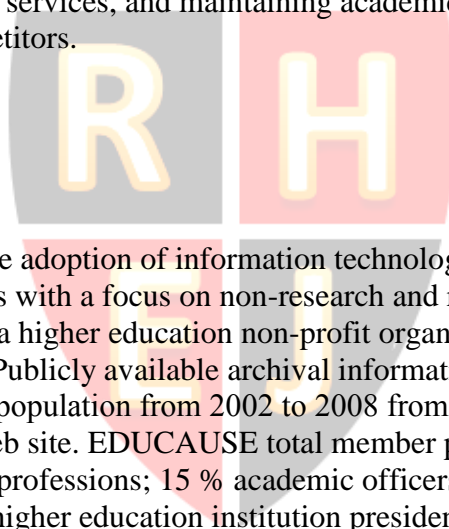 services, and maintaining academic
etitors.
R H
e adoption of information technolog
s with a focus on non-research and
a higher education non-profit organ
Publicly available archival informat
population from 2002 to 2008 from
eb site. EDUCAUSE total member p
professions; 15 % academic officers
higher education institution presiden
E J